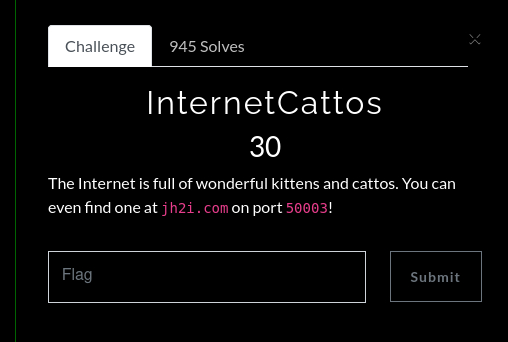 Challenge 945 Solves
InternetCattos
30
The Internet is full of wonderful kittens and cattos. You can
even find one at jh2i.com on port 50003!
Flag Submit